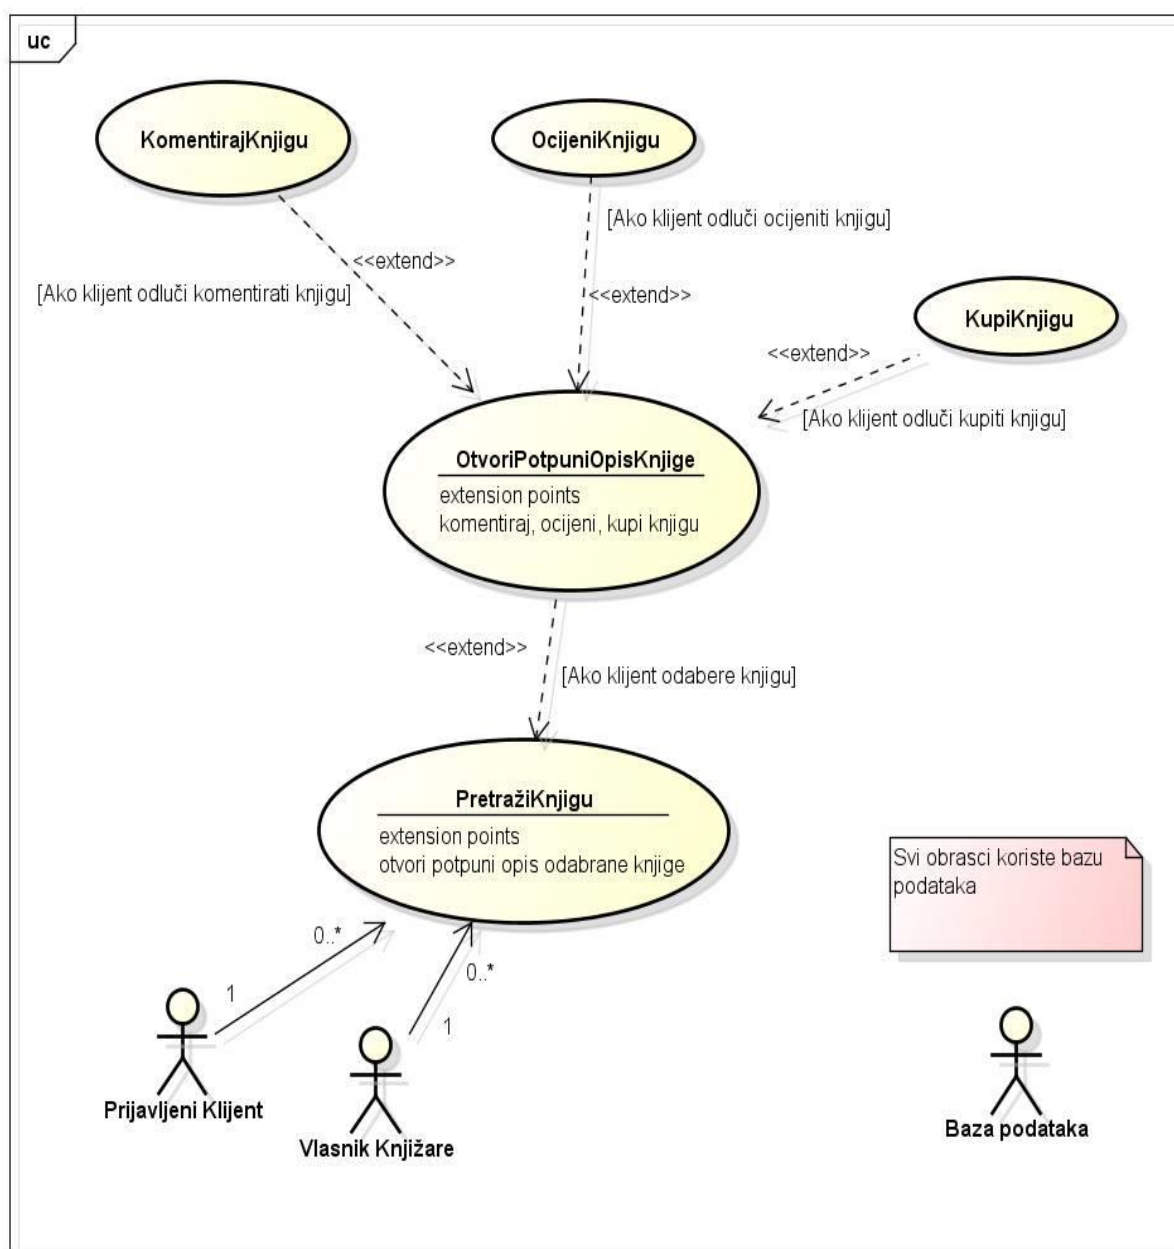 uc
KomentirajKnjigu
OcijeniKnjigu
[Ako klijent odluči ocijeniti knjigu]
<<extend>>
[Ako klijent odluči komentirati knjigu]
<<extend>>
KupiKnjigu
<<extend>>
[Ako klijent odluči kupiti knjigu]
OtvoriPotpuniOpisKnjige
extension points
komentiraj, ocijeni, kupi knjigu
<<extend>>
[Ako klijent odabere knjigu]
PretražiKnjigu
extension points
otvori potpuni opis odabrane knjige
Svi obrasci koriste bazu
podataka
0..*
0..*
1
1
Prijavljeni Klijent
Vlasnik Knjižare
Baza podataka